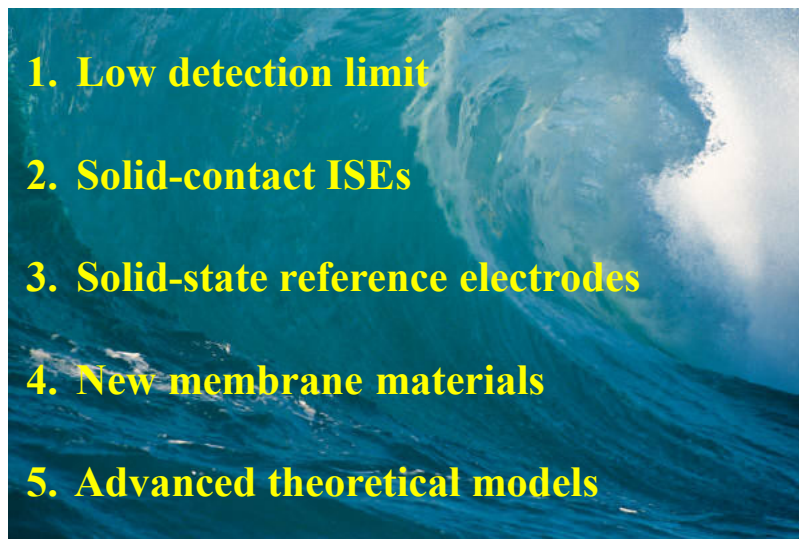 1. Low detection limit
2. Solid-contact ISEs
3. Solid-state reference electrodes
4. New membrane materials
5. Advanced theoretical models